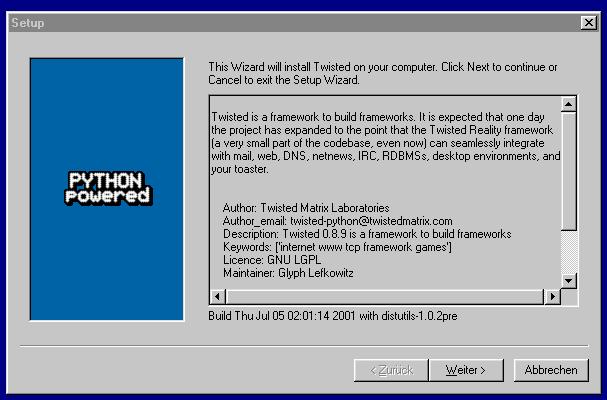 Setup
This Wizard will install Twisted on your computer. Click Next to continue or
Cancel to exit the Setup Wizard.
Twisted is a framework to build frameworks. It is expected that one day
the project has expanded to the point that the Twisted Reality framework
(a very small part of the codebase, even now) can seamlessly integrate
with mail, web, DNS, netnews, IRC, RDBMSs, desktop environments, and
your toaster.
PYTHON
powered
Author: Twisted Matrix Laboratories
Author_email: twisted-python@twistedmatrix.com
Description: Twisted 0.8.9 is a framework to build frameworks
Keywords: ['internet www tcp framework games']
Licence: GNU LGPL
Maintainer: Glyph Lefkowitz
Build Thu Jul 05 02:01:14 2001 with distutils-1.0.2pre
< Zurück
Weiter >
Abbrechen